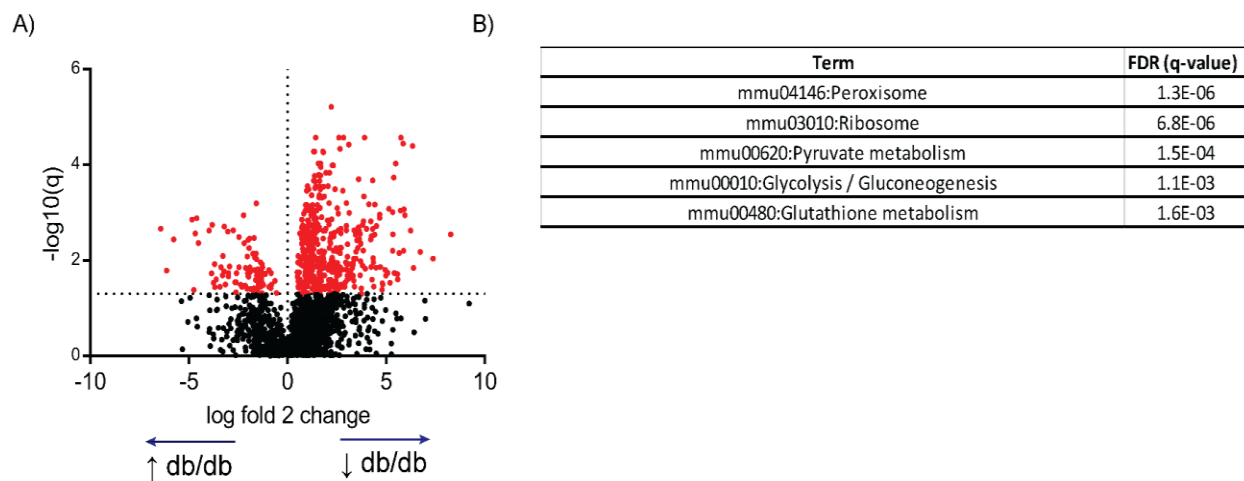 A)
B)
6
4
2
0
-log10(q)
-10
-5
0
5
10
log fold 2 change
↑ db/db
↓ db/db
Term FDR (q-value)
mmu04146:Peroxisome 1.3E-06
mmu03010:Ribosome 6.8E-06
mmu00620:Pyruvate metabolism 1.5E-04
mmu00010:Glycolysis / Gluconeogenesis 1.1E-03
mmu00480:Glutathione metabolism 1.6E-03